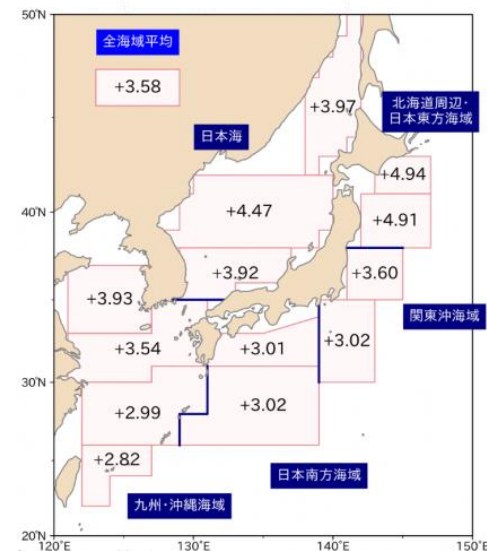 50°N
全海域平均
+3.58
+3.97
北海道周辺・
日本東方海域
日本海
+4.94
40°N
+4.47
+4.91
+3.92
+3.60
+3.93
関東沖海域
+3.54
+3.01
+3.02
30°N
+2.99
+3.02
+2.82
日本南方海域
九州・沖縄海域
20°N
120°E
130°E
140°E
150°E